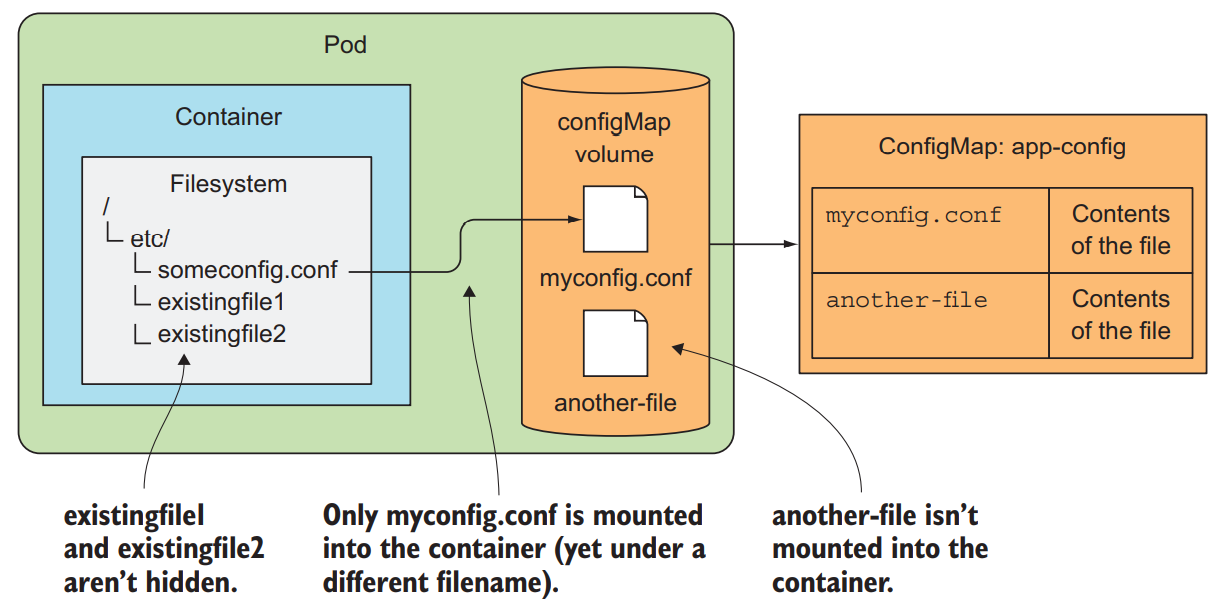 Pod
Container
Filesystem
/
etc/
someconfig.conf
existingfile1
existingfile2
configMap
volume
myconfig.conf
another-file
ConfigMap: app-config
myconfig.conf
Contents
of the file
another-file
Contents
of the file
existingfile1
and existingfile2
aren't hidden.
Only myconfig.conf is mounted
into the container (yet under a
different filename).
another-file isn't
mounted into the
container.